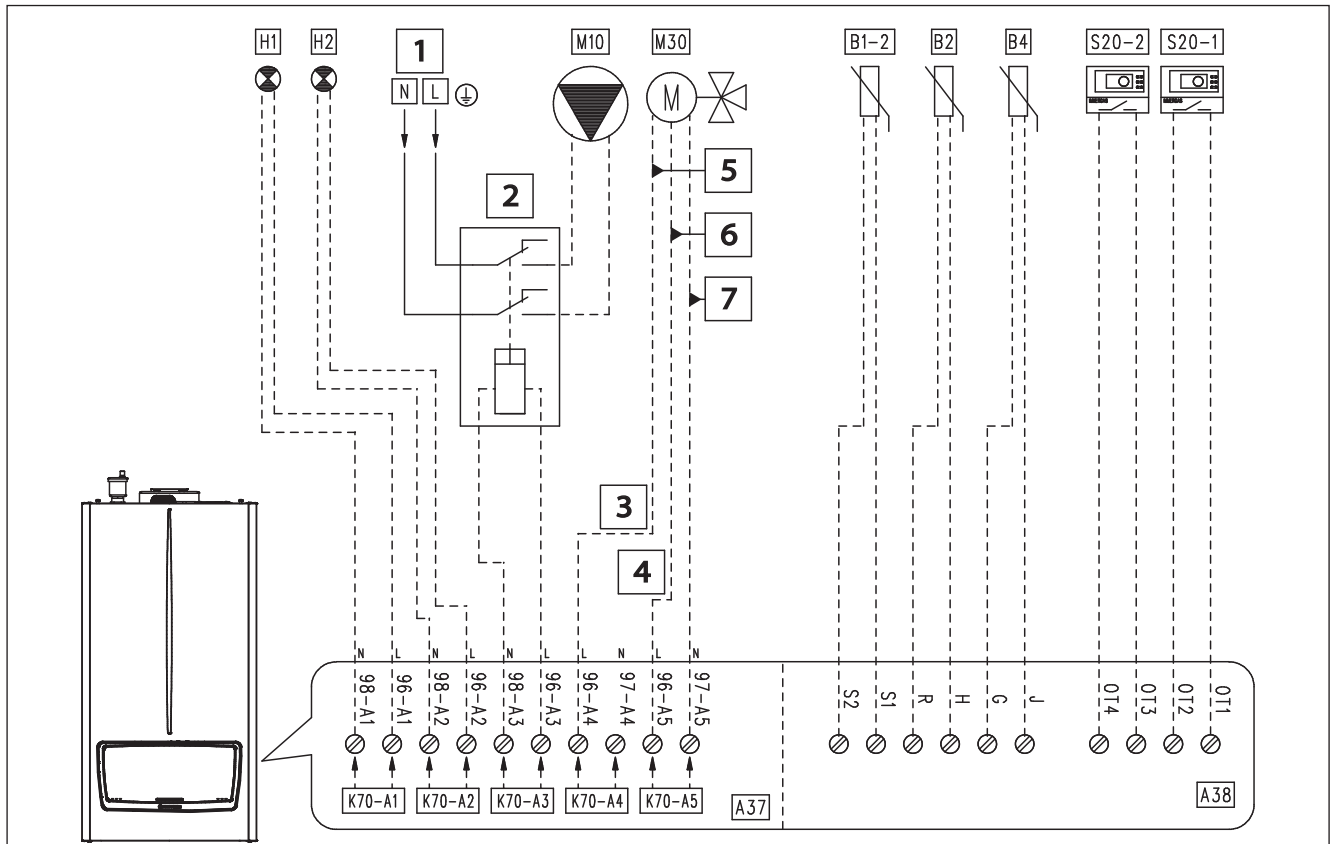 H1 H2 1 M10 M30 B1-2 B2 B4 S20-2 S20-1
N L
5
2
6
7
3
4
N L N L N L L N L N
98-A1 96-A1 98-A2 96-A2 98-A3 96-A3 96-A4 97-A4 96-A5 97-A5 S2 S1 R H G J OT4 OT3 OT2 OT1
K70-A1 K70-A2 K70-A3 K70-A4 K70-A5 A37 A38